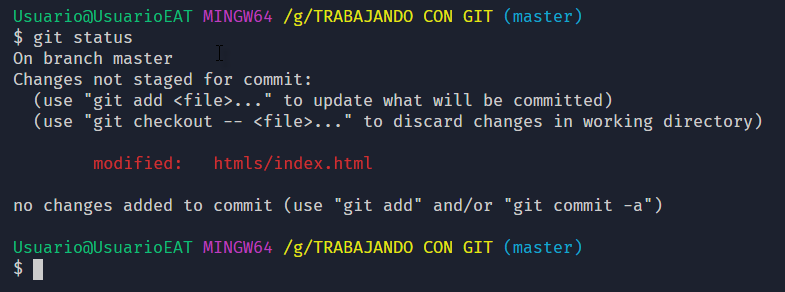 Usuario@UsuarioEAT MINGW64 /g/TRABAJANDO CON GIT (master)
$ git status
On branch master
Changes not staged for commit:
  (use "git add <file>..." to update what will be committed)
  (use "git checkout -- <file>..." to discard changes in working directory)

        modified:   htmls/index.html

no changes added to commit (use "git add" and/or "git commit -a")

Usuario@UsuarioEAT MINGW64 /g/TRABAJANDO CON GIT (master)
$